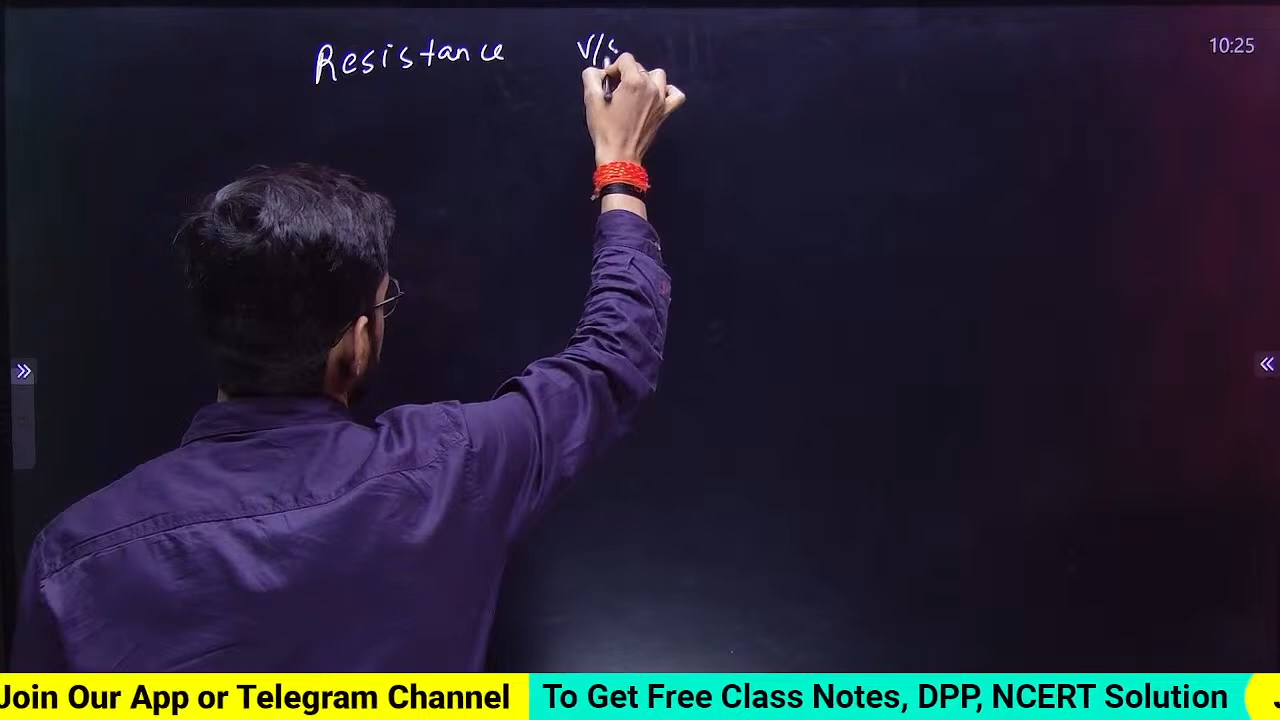 Resistance v/s
10:25
Join Our App or Telegram Channel To Get Free Class Notes, DPP, NCERT Solution